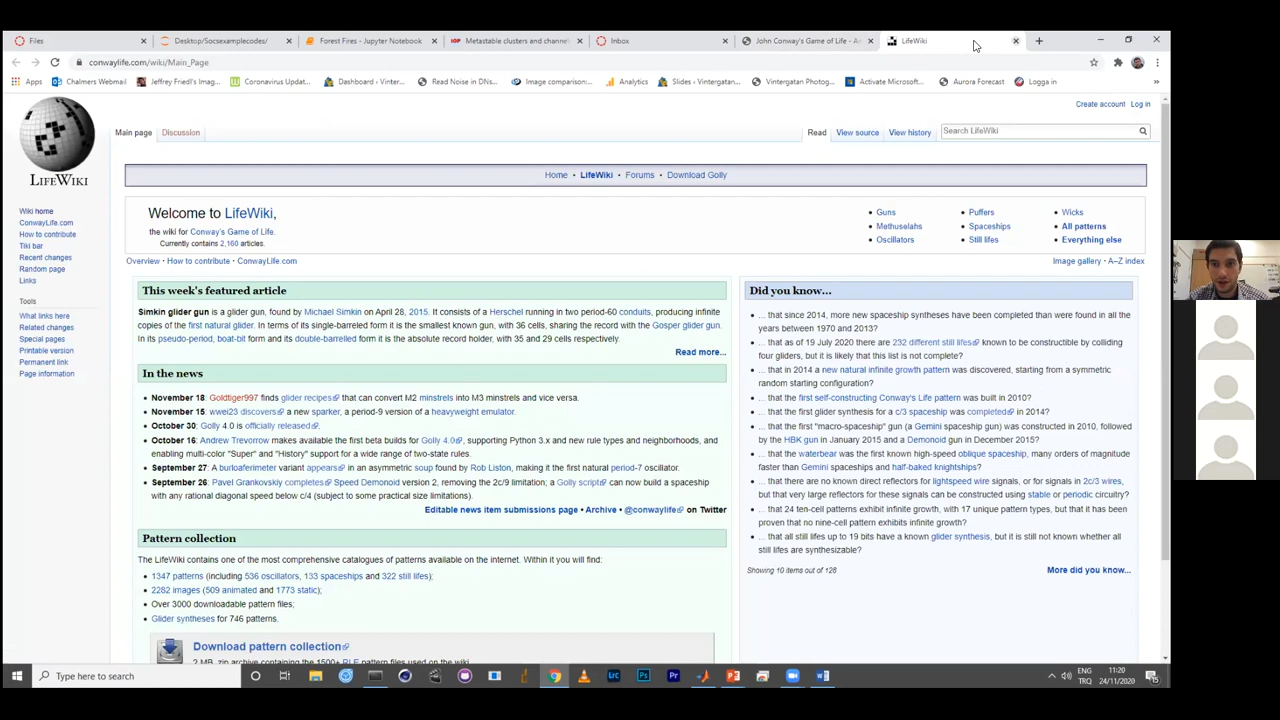 Files
Desktop/Socsexamplecodes/
Forest Fires - Jupyter Notebook
IOP Metastable clusters and channe
Inbox
John Conway's Game of Life - An
LifeWiki
conwaylife.com/wiki/Main_Page
Apps
Chalmers Webmail
Jeffrey Friedl's Imag...
Coronavirus Updat...
Dashboard ‹ Vinter...
Read Noise in DNs...
Image comparison:...
Analytics
Slides ‹ Vintergatan...
Vintergatan Photog...
Activate Microsoft...
Aurora Forecast
Logga in
»
Create account Log in
Main page
Discussion
Read
View source
View history
Search LifeWiki
LIFEWIKI
Home • LifeWiki • Forums • Download Golly
Wiki home
ConwayLife.com
How to contribute
Tiki bar
Recent changes
Random page
Links
Tools
What links here
Related changes
Special pages
Printable version
Permanent link
Page information
Welcome to LifeWiki,
the wiki for Conway's Game of Life.
Currently contains 2,160 articles.
Guns
Methuselahs
Oscillators
Puffers
Spaceships
Still lifes
Wicks
All patterns
Everything else
Overview • How to contribute • ConwayLife.com
Image gallery • A–Z index
This week's featured article
Simkin glider gun is a glider gun, found by Michael Simkin on April 28, 2015. It consists of a Herschel running in two period-60 conduits, producing infinite
copies of the first natural glider. In terms of its single-barreled form it is the smallest known gun, with 36 cells, sharing the record with the Gosper glider gun.
In its pseudo-period, boat-bit form and its double-barrelled form it is the absolute record holder, with 35 and 29 cells respectively.
Read more...
In the news
November 18: Goldtiger997 finds glider recipes that can convert M2 minstrels into M3 minstrels and vice versa.
November 15: wwei23 discovers a new sparker, a period-9 version of a heavyweight emulator.
October 30: Golly 4.0 is officially released.
October 16: Andrew Trevorrow makes available the first beta builds for Golly 4.0, supporting Python 3.x and new rule types and neighborhoods, and
enabling multi-color "Super" and "History" support for a wide range of two-state rules.
September 27: A burloaferimeter variant appears in an asymmetric soup found by Rob Liston, making it the first natural period-7 oscillator.
September 26: Pavel Grankovskiy completes Speed Demonoid version 2, removing the 2c/9 limitation; a Golly script can now build a spaceship
with any rational diagonal speed below c/4 (subject to some practical size limitations).
Editable news item submissions page • Archive • @conwaylife on Twitter
Pattern collection
The LifeWiki contains one of the most comprehensive catalogues of patterns available on the internet. Within it you will find:
1347 patterns (including 536 oscillators, 133 spaceships and 322 still lifes);
2282 images (509 animated and 1773 static);
Over 3000 downloadable pattern files;
Glider syntheses for 746 patterns.
Download pattern collection
2 MB .zip archive containing the 1500+ RLE pattern files used on the wiki
Did you know...
... that since 2014, more new spaceship syntheses have been completed than were found in all the
years between 1970 and 2013?
... that as of 19 July 2020 there are 232 different still lifes known to be constructible by colliding
four gliders, but it is likely that this list is not complete?
... that in 2014 a new natural infinite growth pattern was discovered, starting from a symmetric
random starting configuration?
... that the first self-constructing Conway's Life pattern was built in 2010?
... that the first glider synthesis for a c/3 spaceship was completed in 2014?
... that the first "macro-spaceship" gun (a Gemini spaceship gun) was constructed in 2010, followed
by the HBK gun in January 2015 and a Demonoid gun in December 2015?
... that the waterbear was the first known high-speed oblique spaceship, many orders of magnitude
faster than Gemini spaceships and half-baked knightships?
... that there are no known direct reflectors for lightspeed wire signals, or for signals in 2c/3 wires,
but that very large reflectors for these signals can be constructed using stable or periodic circuitry?
... that 24 ten-cell patterns exhibit infinite growth, with 17 unique pattern types, but that it has been
proven that no nine-cell pattern exhibits infinite growth?
... that all still lifes up to 19 bits have a known glider synthesis, but it is still not known whether all
still lifes are synthesizable?
Showing 10 items out of 128
More did you know...
Type here to search
Lrc
Ps
Pr
ENG
TRQ
11:20
24/11/2020
15